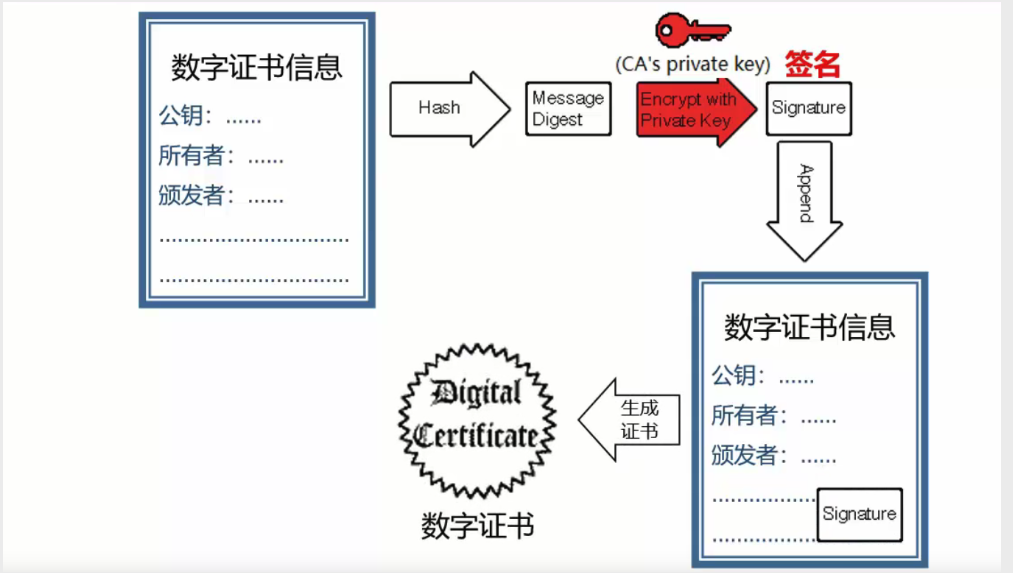 数字证书信息
公钥：......
所有者：......
颁发者：......
...............................
...............................
Hash
Message
Digest
(CA's private key)
签名
Encrypt with
Private Key
Signature
Append
数字证书信息
公钥：......
所有者：......
颁发者：......
.................
.................
Signature
生成
证书
Digital
Certificate
数字证书